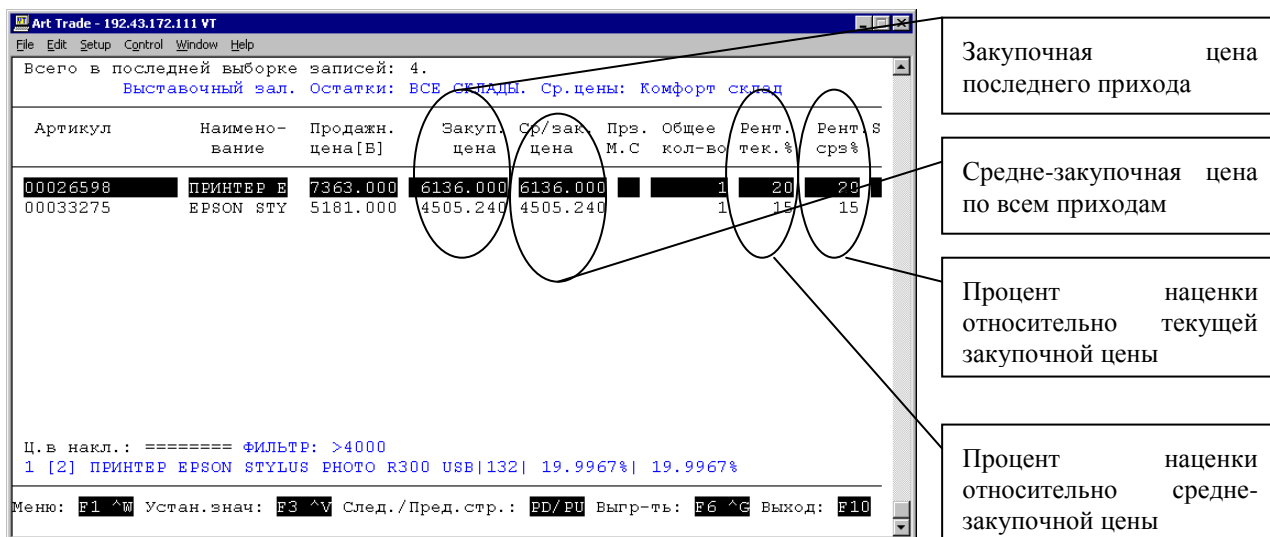 Art Trade - 192.43.172.111 VT
File Edit Setup Control Window Help
Всего в последней выборке записей: 4.
Выставочный зал. Остатки: ВСЕ СКЛАДЫ. Ср.цены: Комфорт склад
Артикул Наимено- Продажн. Закуп. Ср/зак. Прз. Общее Рент. Рент.S
вание цена[Б] цена цена М.С кол-во тек.% срз%
00026598 ПРИНТЕР E 7363.000 6136.000 6136.000 1 20 20
00033275 EPSON STY 5181.000 4505.240 4505.240 1 15 15
Ц.в накл.: ======== ФИЛЬТР: >4000
1 [2] ПРИНТЕР EPSON STYLUS PHOTO R300 USB|132| 19.9967%| 19.9967%
Меню: F1 ^W Устан.знач: F3 ^V След./Пред.стр.: PD/PU Выгр-ть: F6 ^G Выход: F10
Закупочная цена
последнего прихода
Средне-закупочная цена
по всем приходам
Процент наценки
относительно текущей
закупочной цены
Процент наценки
относительно средне-
закупочной цены